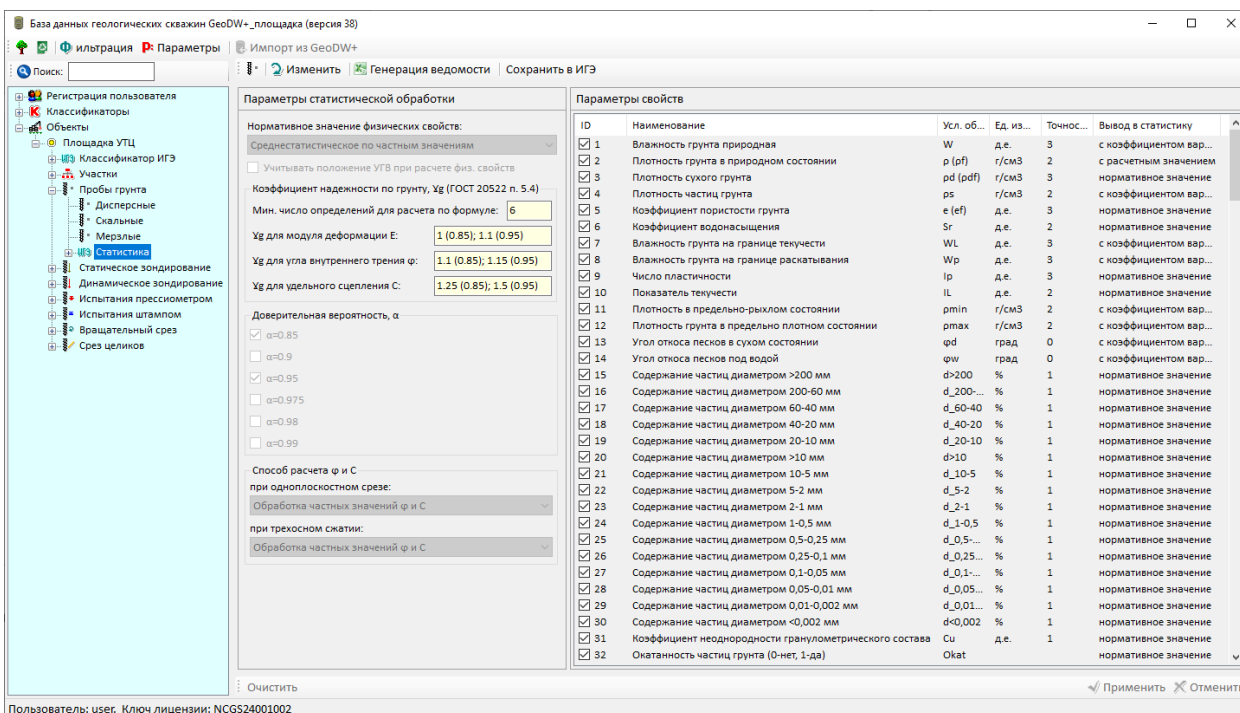 База данных геологических скважин GeoDW+_площадка (версия 38)
Фильтрация P: Параметры Импорт из GeoDW+
Поиск: Изменить Генерация ведомости Сохранить в ИГЭ
Регистрация пользователя
Классификаторы
Объекты
Площадка УТЦ
Классификатор ИГЭ
Участки
Пробы грунта
Дисперсные
Скальные
Мерзлые
Статистика
Статическое зондирование
Динамическое зондирование
Испытания прессиометром
Испытания штампом
Вращательный срез
Срез целиков
Параметры статистической обработки
Нормативное значение физических свойств:
Среднестатистическое по частным значениям
Учитывать положение УГВ при расчете физ. свойств
Коэффициент надежности по грунту, ɣg (ГОСТ 20522 п. 5.4)
Мин. число определений для расчета по формуле: 6
ɣg для модуля деформации E: 1 (0.85); 1.1 (0.95)
ɣg для угла внутреннего трения φ: 1.1 (0.85); 1.15 (0.95)
ɣg для удельного сцепления C: 1.25 (0.85); 1.5 (0.95)
Доверительная вероятность, α
α=0.85
α=0.9
α=0.95
α=0.975
α=0.98
α=0.99
Способ расчета φ и C
при одноплоскостном срезе:
Обработка частных значений φ и C
при трехосном сжатии:
Обработка частных значений φ и C
Параметры свойств
ID Наименование Усл. об... Ед. из... Точнос... Вывод в статистику
1 Влажность грунта природная W д.е. 3 с коэффициентом вар...
2 Плотность грунта в природном состоянии ρ (ρf) г/см3 2 с расчетным значением
3 Плотность сухого грунта ρd (ρdf) г/см3 3 нормативное значение
4 Плотность частиц грунта ρs г/см3 2 с коэффициентом вар...
5 Коэффициент пористости грунта e (ef) д.е. 3 нормативное значение
6 Коэффициент водонасыщения Sr д.е. 2 нормативное значение
7 Влажность грунта на границе текучести WL д.е. 3 с коэффициентом вар...
8 Влажность грунта на границе раскатывания Wp д.е. 3 с коэффициентом вар...
9 Число пластичности Ip д.е. 3 нормативное значение
10 Показатель текучести IL д.е. 2 нормативное значение
11 Плотность в предельно-рыхлом состоянии ρmin г/см3 2 с коэффициентом вар...
12 Плотность грунта в предельно плотном состоянии ρmax г/см3 2 с коэффициентом вар...
13 Угол откоса песков в сухом состоянии φd град 0 с коэффициентом вар...
14 Угол откоса песков под водой φw град 0 с коэффициентом вар...
15 Содержание частиц диаметром >200 мм d>200 % 1 нормативное значение
16 Содержание частиц диаметром 200-60 мм d_200-... % 1 нормативное значение
17 Содержание частиц диаметром 60-40 мм d_60-40 % 1 нормативное значение
18 Содержание частиц диаметром 40-20 мм d_40-20 % 1 нормативное значение
19 Содержание частиц диаметром 20-10 мм d_20-10 % 1 нормативное значение
20 Содержание частиц диаметром >10 мм d>10 % 1 нормативное значение
21 Содержание частиц диаметром 10-5 мм d_10-5 % 1 нормативное значение
22 Содержание частиц диаметром 5-2 мм d_5-2 % 1 нормативное значение
23 Содержание частиц диаметром 2-1 мм d_2-1 % 1 нормативное значение
24 Содержание частиц диаметром 1-0,5 мм d_1-0,5 % 1 нормативное значение
25 Содержание частиц диаметром 0,5-0,25 мм d_0,5-... % 1 нормативное значение
26 Содержание частиц диаметром 0,25-0,1 мм d_0,25... % 1 нормативное значение
27 Содержание частиц диаметром 0,1-0,05 мм d_0,1-... % 1 нормативное значение
28 Содержание частиц диаметром 0,05-0,01 мм d_0,05... % 1 нормативное значение
29 Содержание частиц диаметром 0,01-0,002 мм d_0,01... % 1 нормативное значение
30 Содержание частиц диаметром <0,002 мм d<0,002 % 1 нормативное значение
31 Коэффициент неоднородности гранулометрического состава Cu д.е. 1 нормативное значение
32 Окатанность частиц грунта (0-нет, 1-да) Okat нормативное значение
Очистить Применить Отменить
Пользователь: user, Ключ лицензии: NCGS24001002